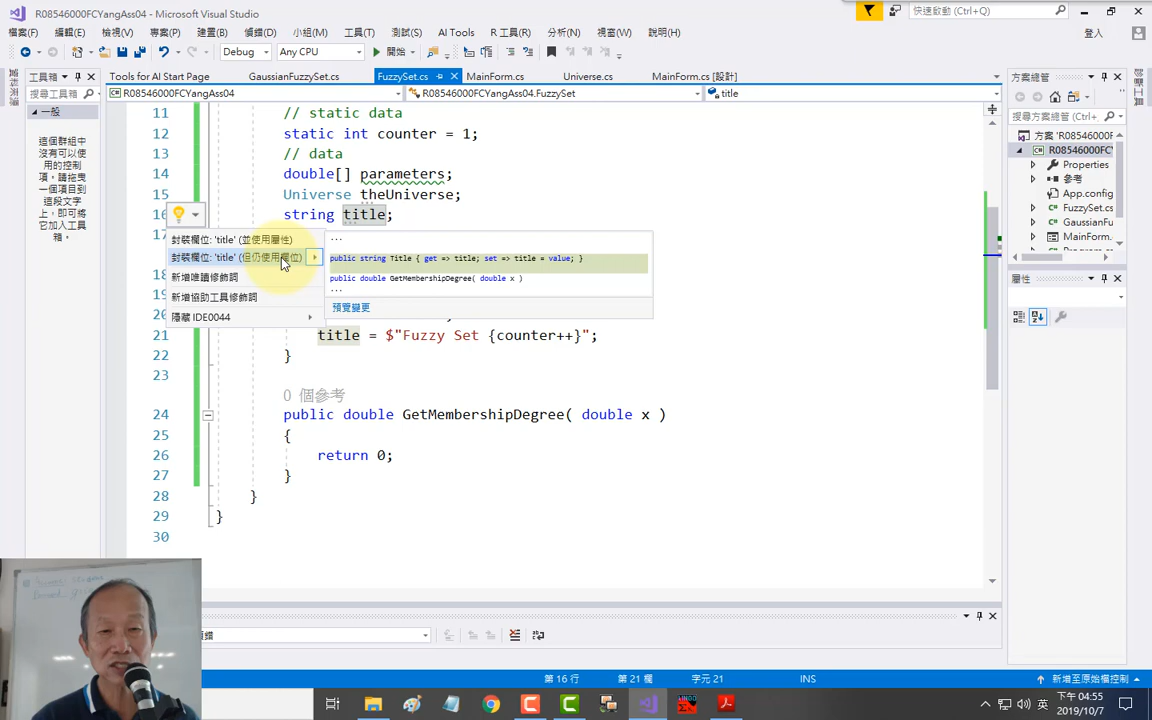 R08546000FCYangAss04 - Microsoft Visual Studio
快速啟動 (Ctrl+Q)
檔案(F) 編輯(E) 檢視(V) 專案(P) 建置(B) 偵錯(D) 小組(M) 工具(T) 測試(S) AI Tools R 工具(R) 分析(N) 視窗(W) 說明(H)
登入
Debug Any CPU 開始
工具箱
Tools for AI Start Page GaussianFuzzySet.cs FuzzySet.cs MainForm.cs Universe.cs MainForm.cs [設計]
方案總管
搜尋工具箱
R08546000FCYangAss04 R08546000FCYangAss04.FuzzySet title
一般
這個群組中
沒有可以使
用的控制
項，請拖曳
一個項目到
這段文字
上，即可將
它加入工具
箱。
11 // static data
12 static int counter = 1;
13 // data
14 double[] parameters;
15 Universe theUniverse;
16 string title;
17
封裝欄位: 'title' (並使用屬性)
封裝欄位: 'title' (但仍使用欄位)
新增唯讀修飾詞
新增協助工具修飾詞
隱藏 IDE0044
...
public string Title { get => title; set => title = value; }
public double GetMembershipDegree( double x )
...
預覽變更
18
19
20
21 title = $"Fuzzy Set {counter++}";
22 }
23
0 個參考
24 public double GetMembershipDegree( double x )
25 {
26 return 0;
27 }
28 }
29 }
30
搜尋方案總管 (Ctrl+;)
方案 'R08546000F
R08546000FCY
Properties
參考
App.config
FuzzySet.cs
GaussianFu
MainForm.c
屬性
第 16 行 第 21 欄 字元 21 INS
新增至原始檔控制
英
下午 04:55
2019/10/7